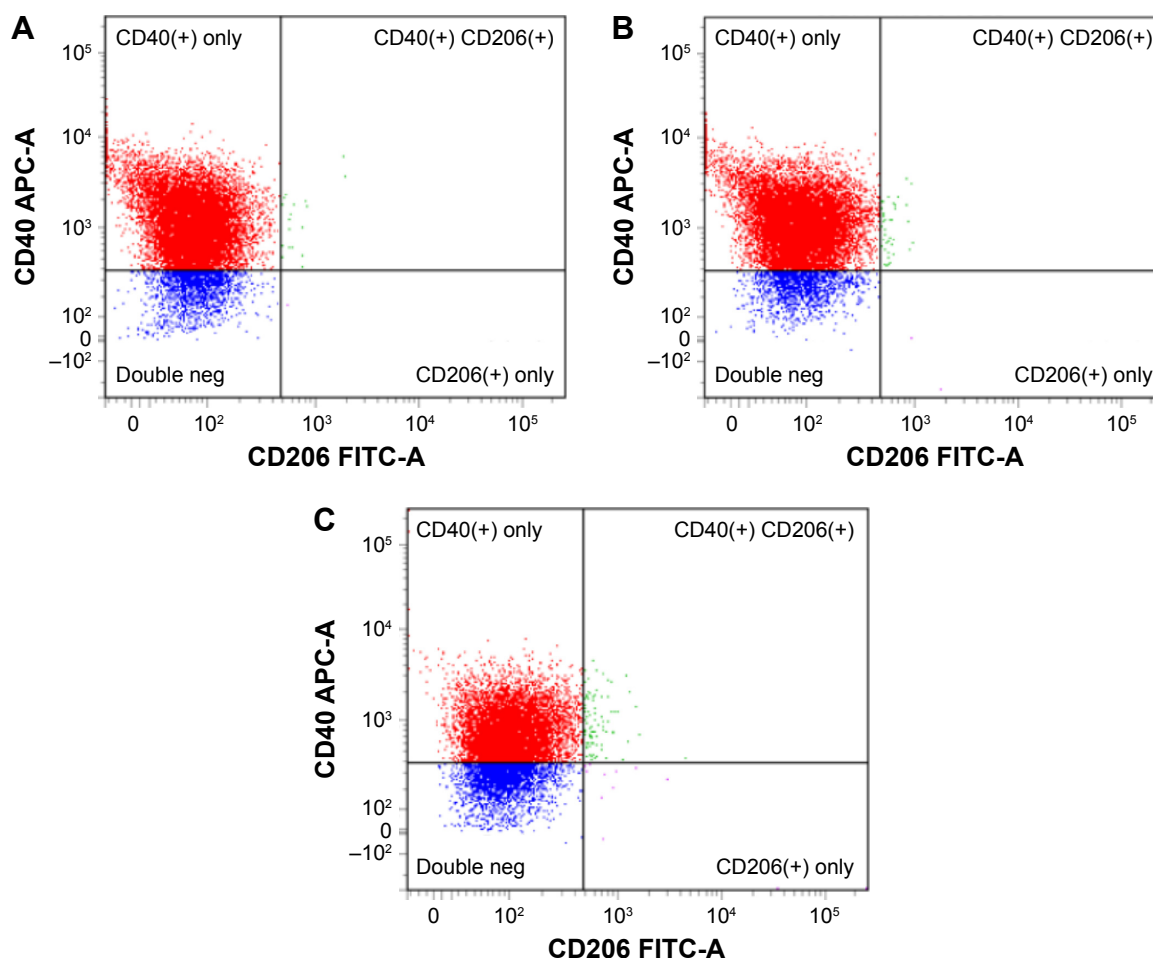 A
CD40(+) only
CD40(+) CD206(+)
10⁵
10⁴
10³
10²
0
–10²
CD40 APC-A
Double neg
CD206(+) only
0
10²
10³
10⁴
10⁵
CD206 FITC-A
B
CD40(+) only
CD40(+) CD206(+)
10⁵
10⁴
10³
10²
0
–10²
CD40 APC-A
Double neg
CD206(+) only
0
10²
10³
10⁴
10⁵
CD206 FITC-A
C
CD40(+) only
CD40(+) CD206(+)
10⁵
10⁴
10³
10²
0
–10²
CD40 APC-A
Double neg
CD206(+) only
0
10²
10³
10⁴
10⁵
CD206 FITC-A